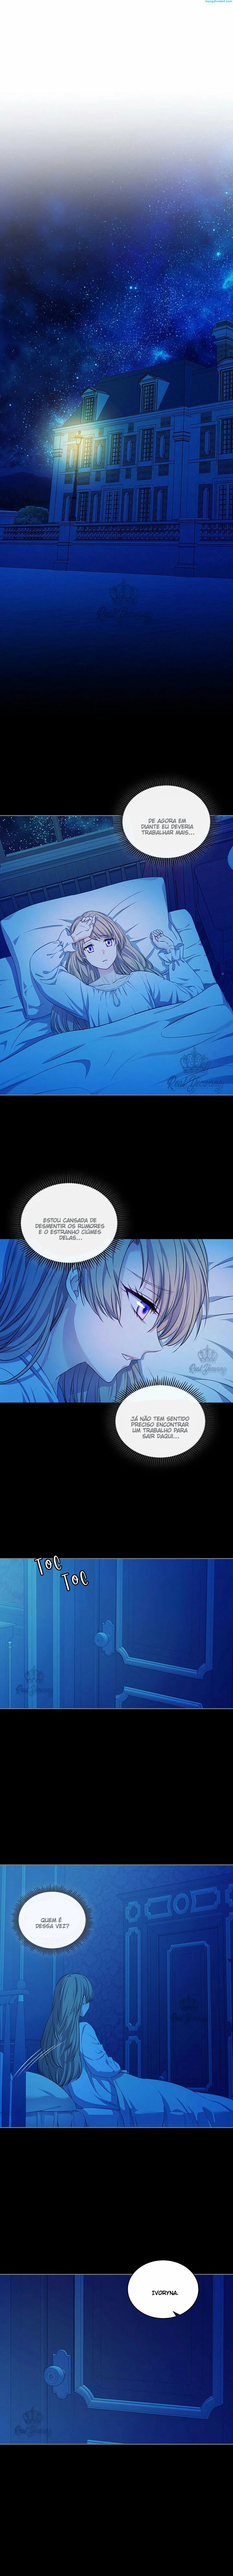 DE AGORA EM
DIANTE EU DEVERIA
TRABALHAR MAIS...
ESTOU CANSADA DE
DESMENTIR OS RUMORES
E O ESTRANHO CIÚMES
DELAS...
JÁ NÃO TEM SENTIDO
PRECISO ENCONTRAR
UM TRABALHO PARA
SAIR DAQUI...
TOC
TOC
QUEM É
DESSA VEZ?
IVORYNA.